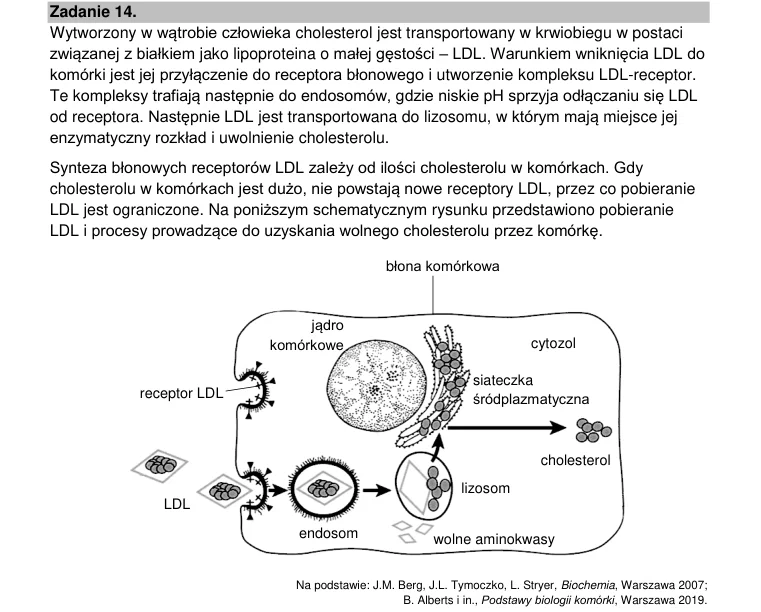 Zadanie 14.
Wytworzony w wątrobie człowieka cholesterol jest transportowany w krwiobiegu w postaci
związanej z białkiem jako lipoproteina o małej gęstości – LDL. Warunkiem wniknięcia LDL do
komórki jest jej przyłączenie do receptora błonowego i utworzenie kompleksu LDL-receptor.
Te kompleksy trafiają następnie do endosomów, gdzie niskie pH sprzyja odłączaniu się LDL
od receptora. Następnie LDL jest transportowana do lizosomu, w którym mają miejsce jej
enzymatyczny rozkład i uwolnienie cholesterolu.
Synteza błonowych receptorów LDL zależy od ilości cholesterolu w komórkach. Gdy
cholesterolu w komórkach jest dużo, nie powstają nowe receptory LDL, przez co pobieranie
LDL jest ograniczone. Na poniższym schematycznym rysunku przedstawiono pobieranie
LDL i procesy prowadzące do uzyskania wolnego cholesterolu przez komórkę.
błona komórkowa
jądro
komórkowe
cytozol
siateczka
śródplazmatyczna
receptor LDL
cholesterol
lizosom
LDL
endosom
wolne aminokwasy
Na podstawie: J.M. Berg, J.L. Tymoczko, L. Stryer, Biochemia, Warszawa 2007;
B. Alberts i in., Podstawy biologii komórki, Warszawa 2019.